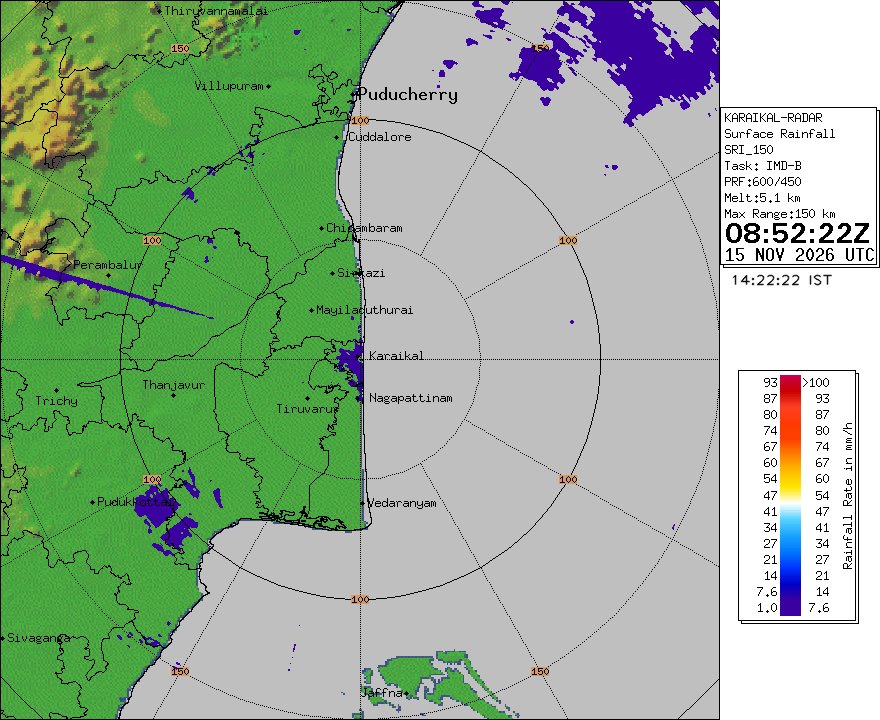 Thiruvannamalai
150
150
Villupuram
Puducherry
100
Cuddalore
Chidambaram
100
100
Perambalur
Sirkazi
Mayiladuthurai
Karaikal
Thanjavur
Trichy
Tiruvarur
Nagapattinam
100
100
Pudukkottai
Vedaranyam
100
Sivaganga
150
150
Jaffna
KARAIKAL-RADAR
Surface Rainfall
SRI_150
Task: IMD-B
PRF:600/450
Melt:5.1 km
Max Range:150 km
08:52:22Z
15 NOV 2026 UTC
14:22:22 IST
93 >100
87 93
80 87
74 80
67 74
60 67
54 60
47 54
41 47
34 41
27 34
21 27
14 21
7.6 14
1.0 7.6
Rainfall Rate in mm/h